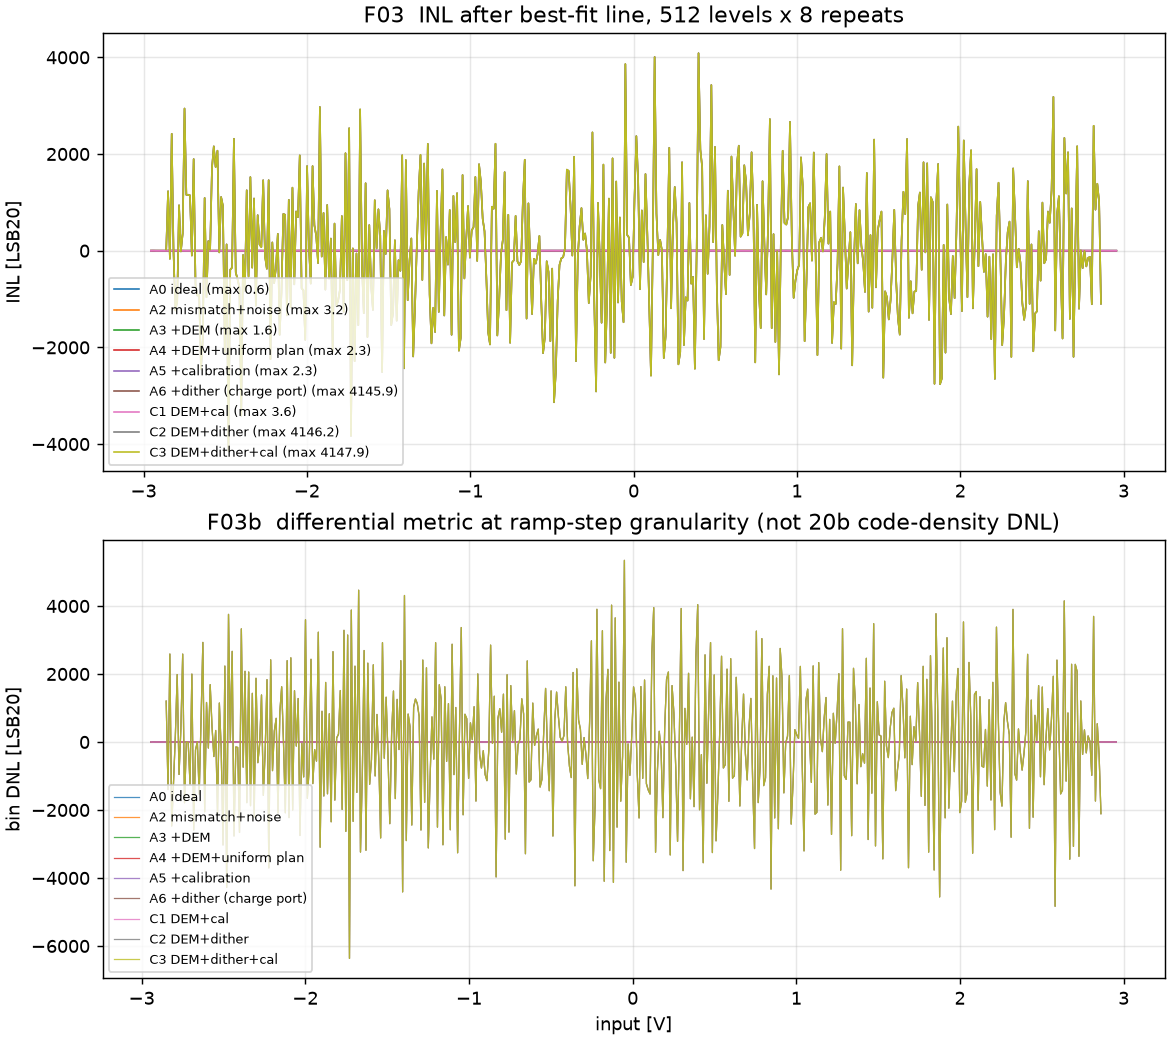 F03  INL after best-fit line, 512 levels x 8 repeats
4000
2000
0
−2000
−4000
INL [LSB20]
A0 ideal (max 0.6)
A2 mismatch+noise (max 3.2)
A3 +DEM (max 1.6)
A4 +DEM+uniform plan (max 2.3)
A5 +calibration (max 2.3)
A6 +dither (charge port) (max 4145.9)
C1 DEM+cal (max 3.6)
C2 DEM+dither (max 4146.2)
C3 DEM+dither+cal (max 4147.9)
−3 −2 −1 0 1 2 3
F03b  differential metric at ramp-step granularity (not 20b code-density DNL)
4000
2000
0
−2000
−4000
−6000
bin DNL [LSB20]
A0 ideal
A2 mismatch+noise
A3 +DEM
A4 +DEM+uniform plan
A5 +calibration
A6 +dither (charge port)
C1 DEM+cal
C2 DEM+dither
C3 DEM+dither+cal
−3 −2 −1 0 1 2 3
input [V]